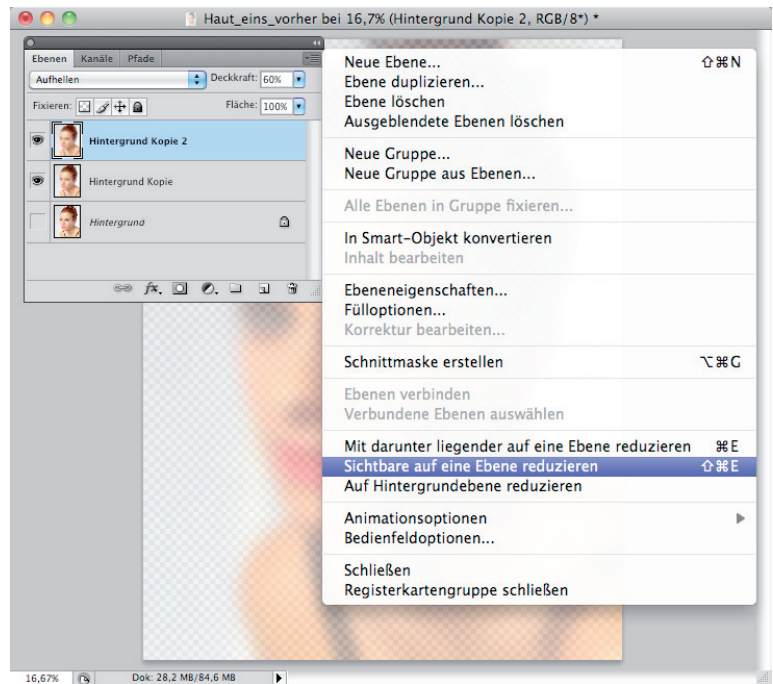 Haut_eins_vorher bei 16,7% (Hintergrund Kopie 2, RGB/8*) *
Ebenen Kanäle Pfade
Aufhellen Deckkraft: 60%
Fixieren: Fläche: 100%
Hintergrund Kopie 2
Hintergrund Kopie
Hintergrund
fx.
Neue Ebene... ⇧⌘N
Ebene duplizieren...
Ebene löschen
Ausgeblendete Ebenen löschen
Neue Gruppe...
Neue Gruppe aus Ebenen...
Alle Ebenen in Gruppe fixieren...
In Smart-Objekt konvertieren
Inhalt bearbeiten
Ebeneneigenschaften...
Fülloptionen...
Korrektur bearbeiten...
Schnittmaske erstellen ⌥⌘G
Ebenen verbinden
Verbundene Ebenen auswählen
Mit darunter liegender auf eine Ebene reduzieren ⌘E
Sichtbare auf eine Ebene reduzieren ⇧⌘E
Auf Hintergrundebene reduzieren
Animationsoptionen
Bedienfeldoptionen...
Schließen
Registerkartengruppe schließen
16,67% Dok: 28,2 MB/84,6 MB